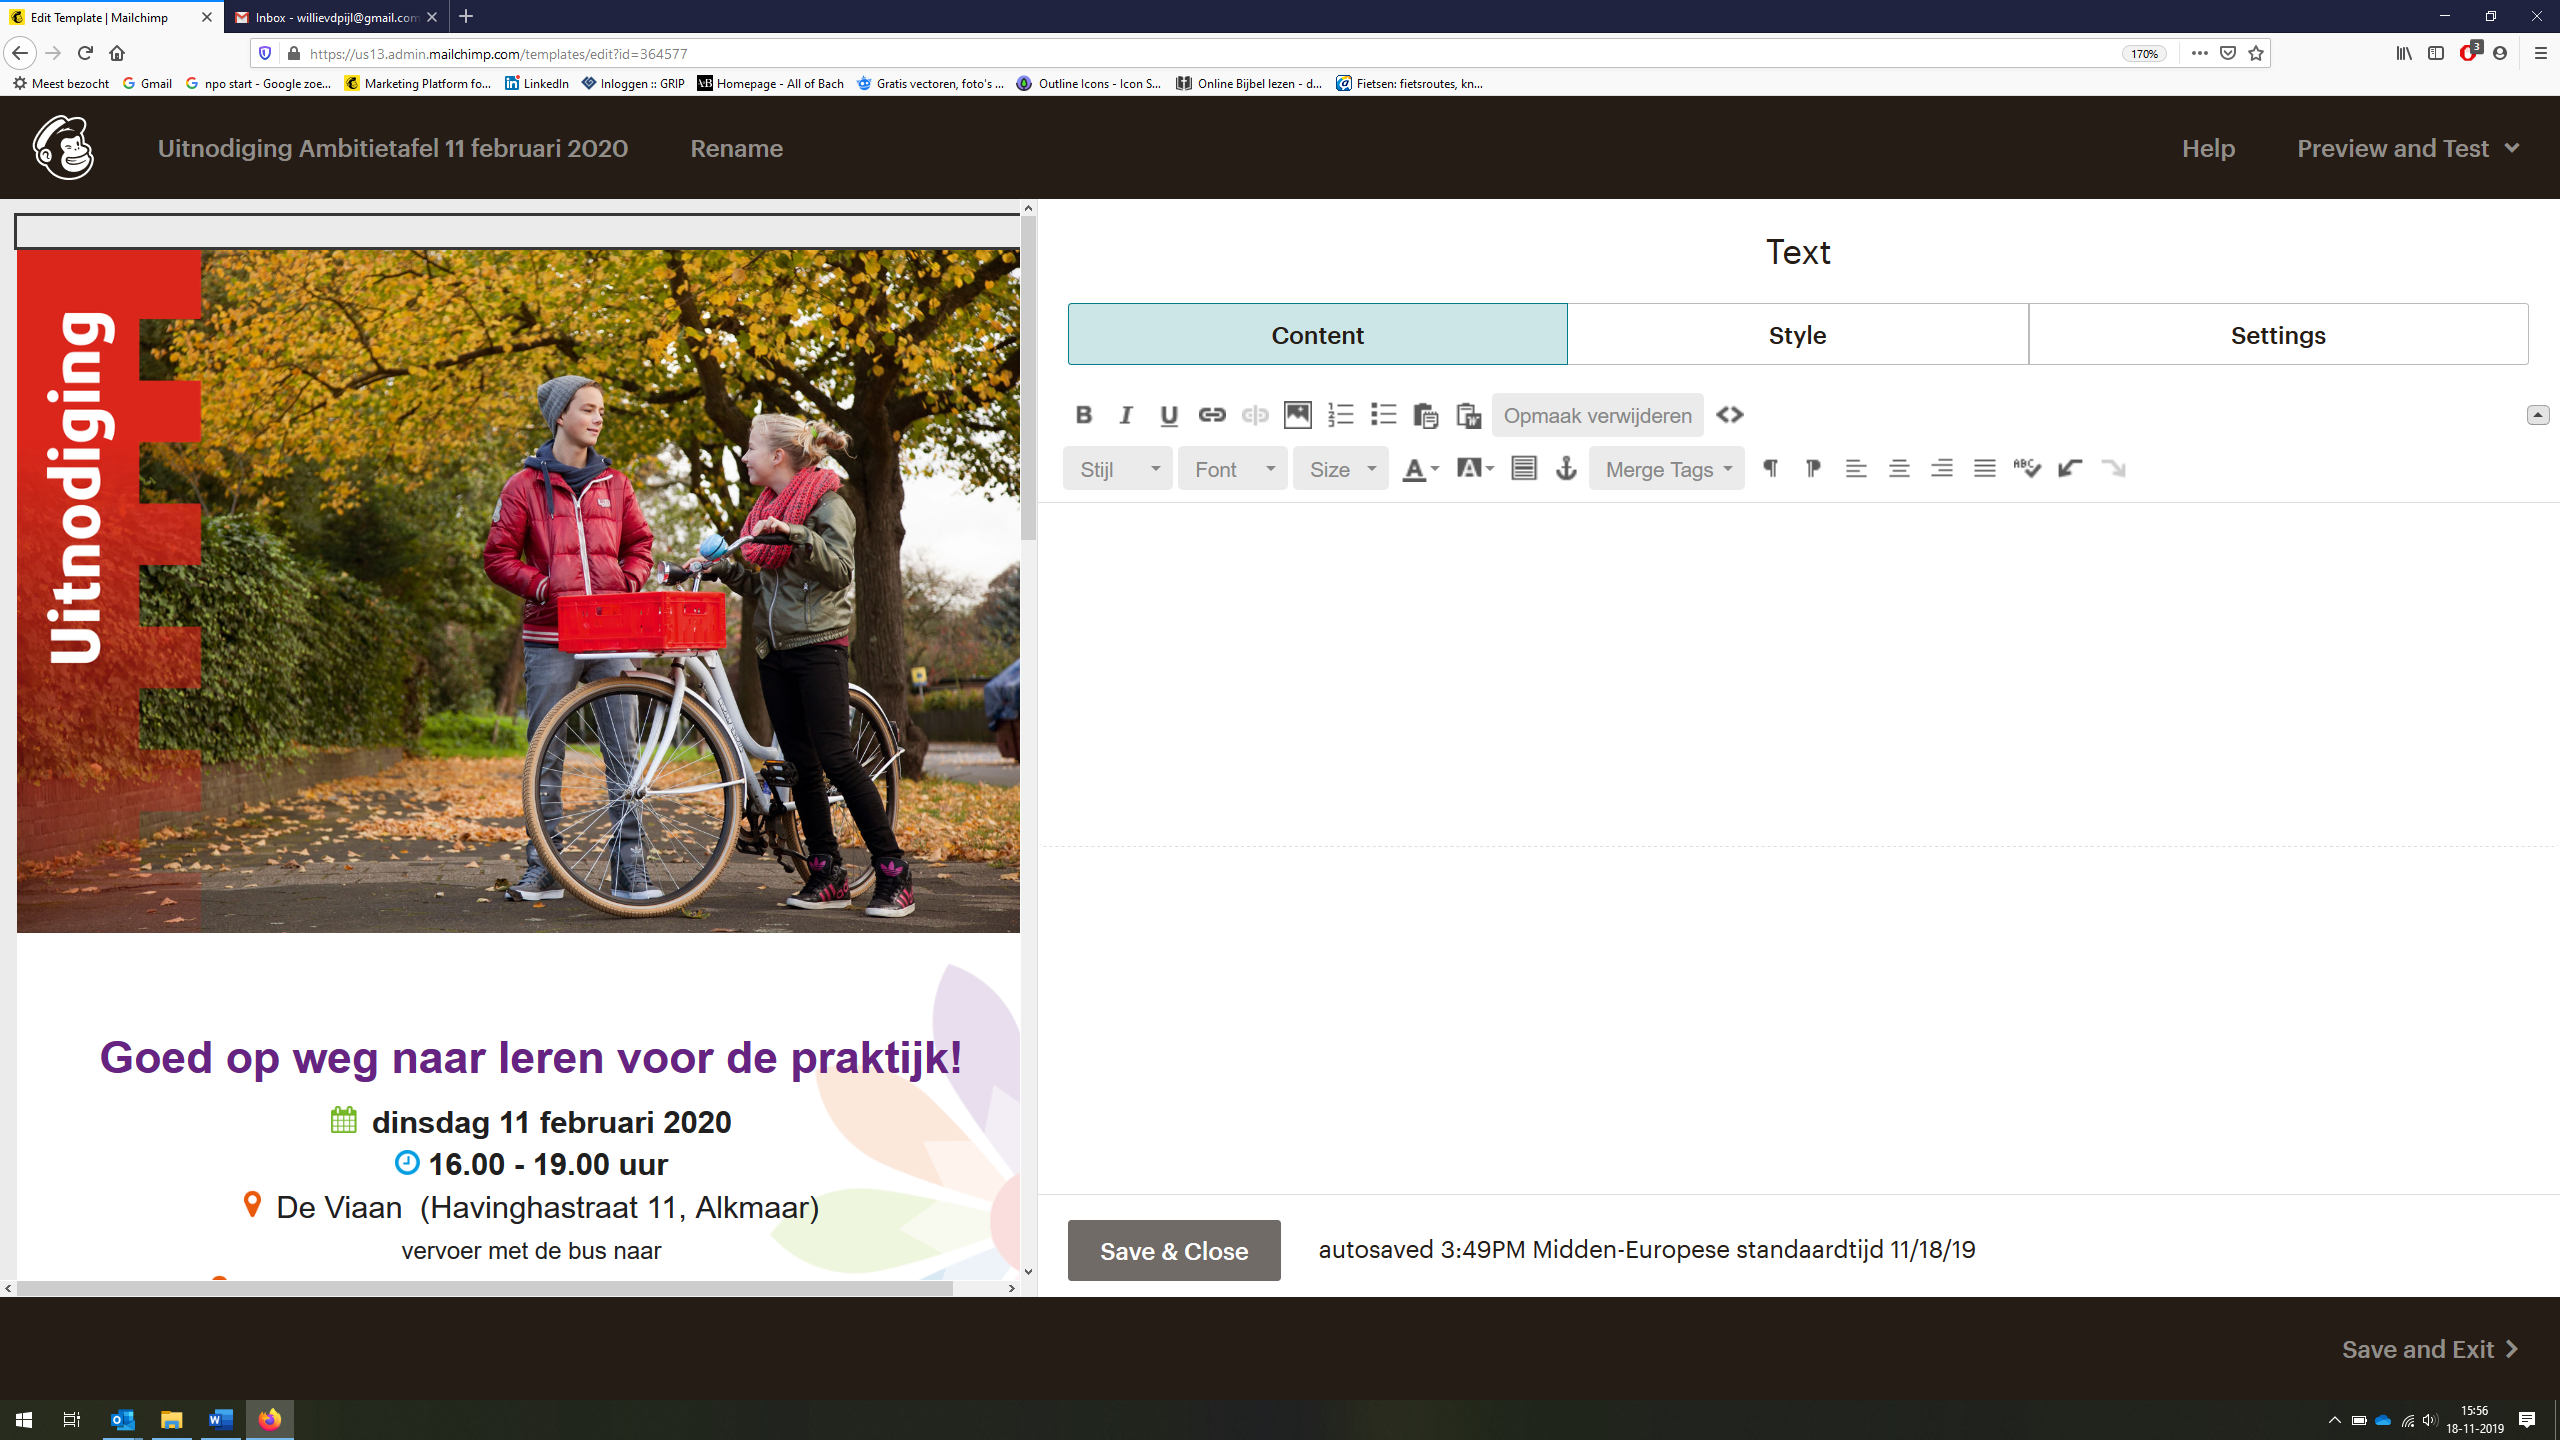 Edit Template | Mailchimp
Inbox - willievdpijl@gmail.com
https://us13.admin.mailchimp.com/templates/edit?id=364577
170%
3
Meest bezocht
Gmail
npo start - Google zoe...
Marketing Platform fo...
LinkedIn
Inloggen :: GRIP
Homepage - All of Bach
Gratis vectoren, foto's ...
Outline Icons - Icon S...
Online Bijbel lezen - d...
Fietsen: fietsroutes, kn...
Uitnodiging Ambitietafel 11 februari 2020
Rename
Help
Preview and Test
Uitnodiging
Goed op weg naar leren voor de praktijk!
dinsdag 11 februari 2020
16.00 - 19.00 uur
De Viaan (Havinghastraat 11, Alkmaar)
vervoer met de bus naar
Text
Content
Style
Settings
B I U
Opmaak verwijderen
Stijl
Font
Size
A
A
Merge Tags
ABC
Save & Close
autosaved 3:49PM Midden-Europese standaardtijd 11/18/19
Save and Exit
15:56
18-11-2019